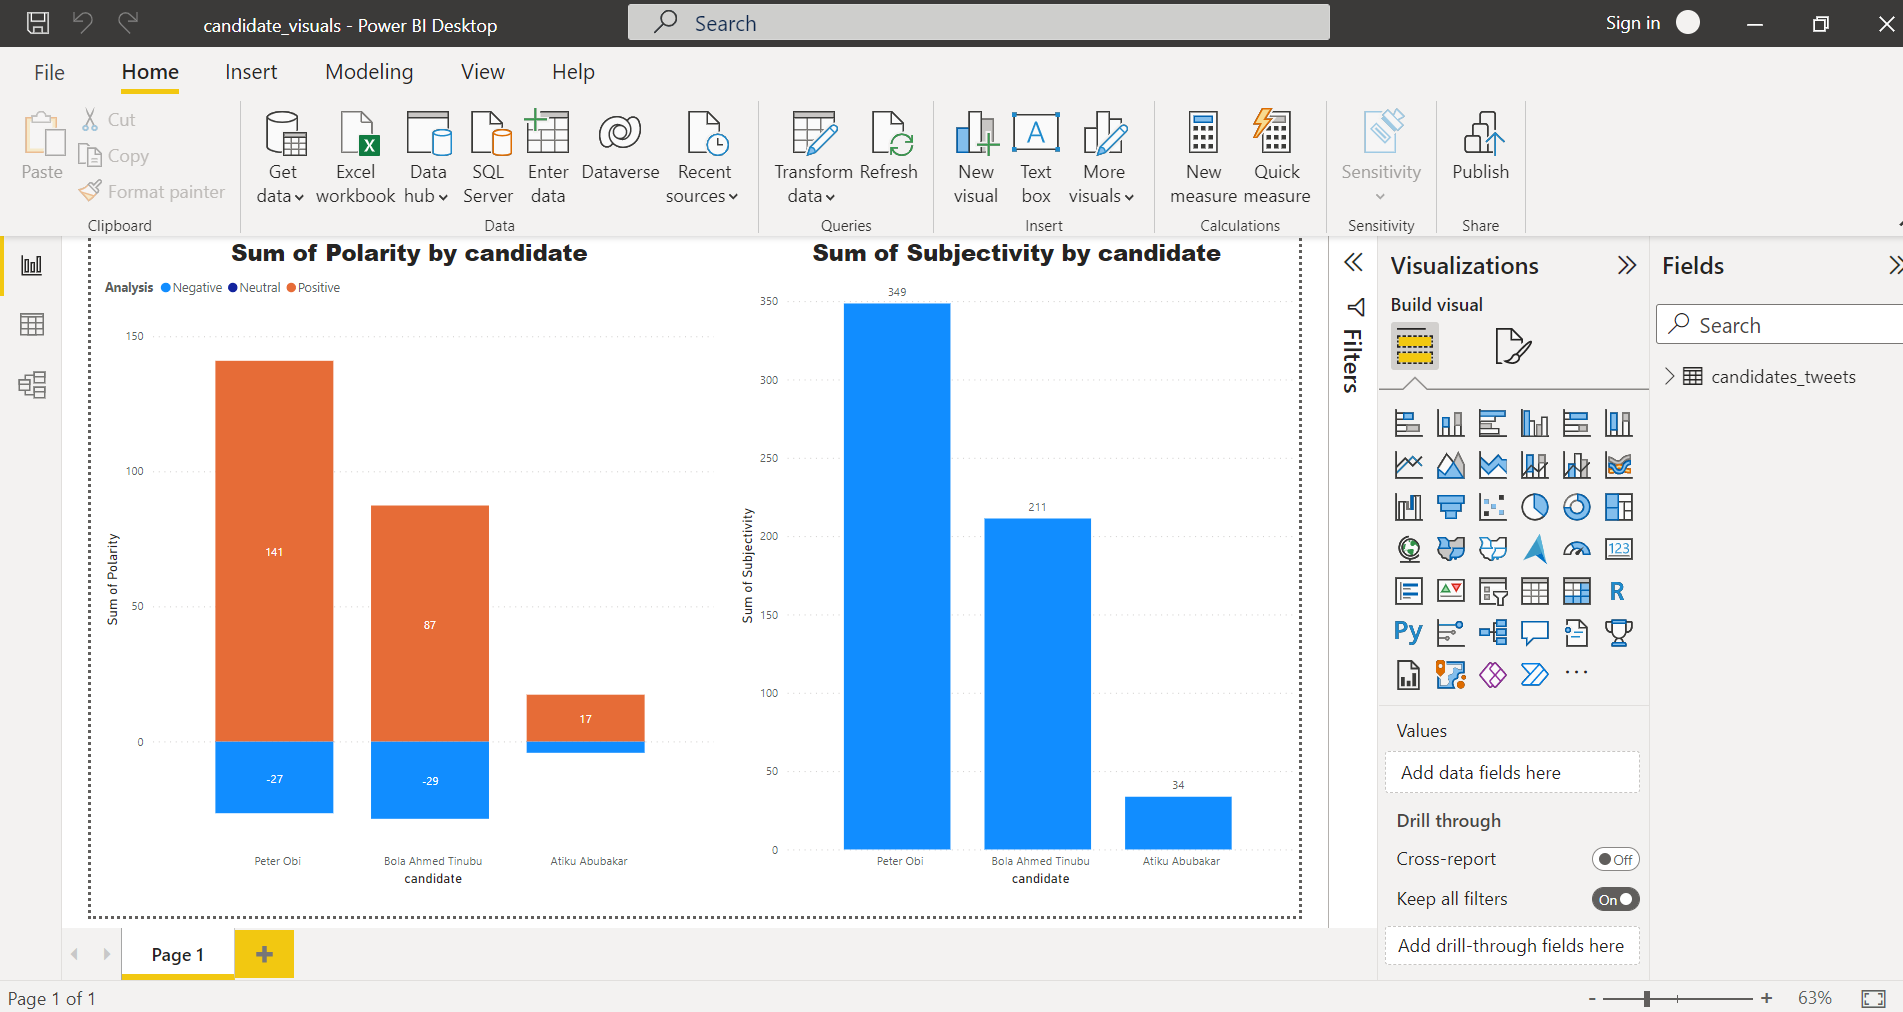 candidate_visuals - Power BI Desktop
Search
Sign in
File
Home
Insert
Modeling
View
Help
Paste
Cut
Copy
Format painter
Clipboard
Get data
Excel workbook
Data hub
SQL Server
Enter data
Dataverse
Recent sources
Data
Transform data
Refresh
Queries
New visual
Text box
A
More visuals
Insert
New measure
Quick measure
Calculations
Sensitivity
Sensitivity
Publish
Share
Sum of Polarity by candidate
Analysis Negative Neutral Positive
150
100
50
0
Sum of Polarity
141
87
17
-27
-29
Peter Obi
Bola Ahmed Tinubu
Atiku Abubakar
candidate
Sum of Subjectivity by candidate
350
300
250
200
150
100
50
0
Sum of Subjectivity
349
211
34
Peter Obi
Bola Ahmed Tinubu
Atiku Abubakar
candidate
Filters
Visualizations
Build visual
123
R
Py
...
Values
Add data fields here
Drill through
Cross-report
Off
Keep all filters
On
Add drill-through fields here
Fields
Search
candidates_tweets
Page 1
+
Page 1 of 1
- + 63%